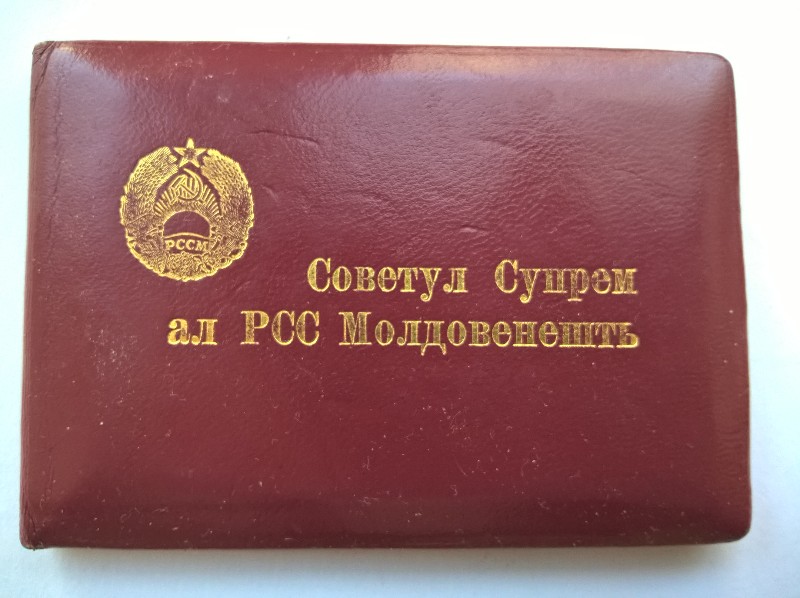 РССМ
Советул Супрем
ал РСС Молдовенешть